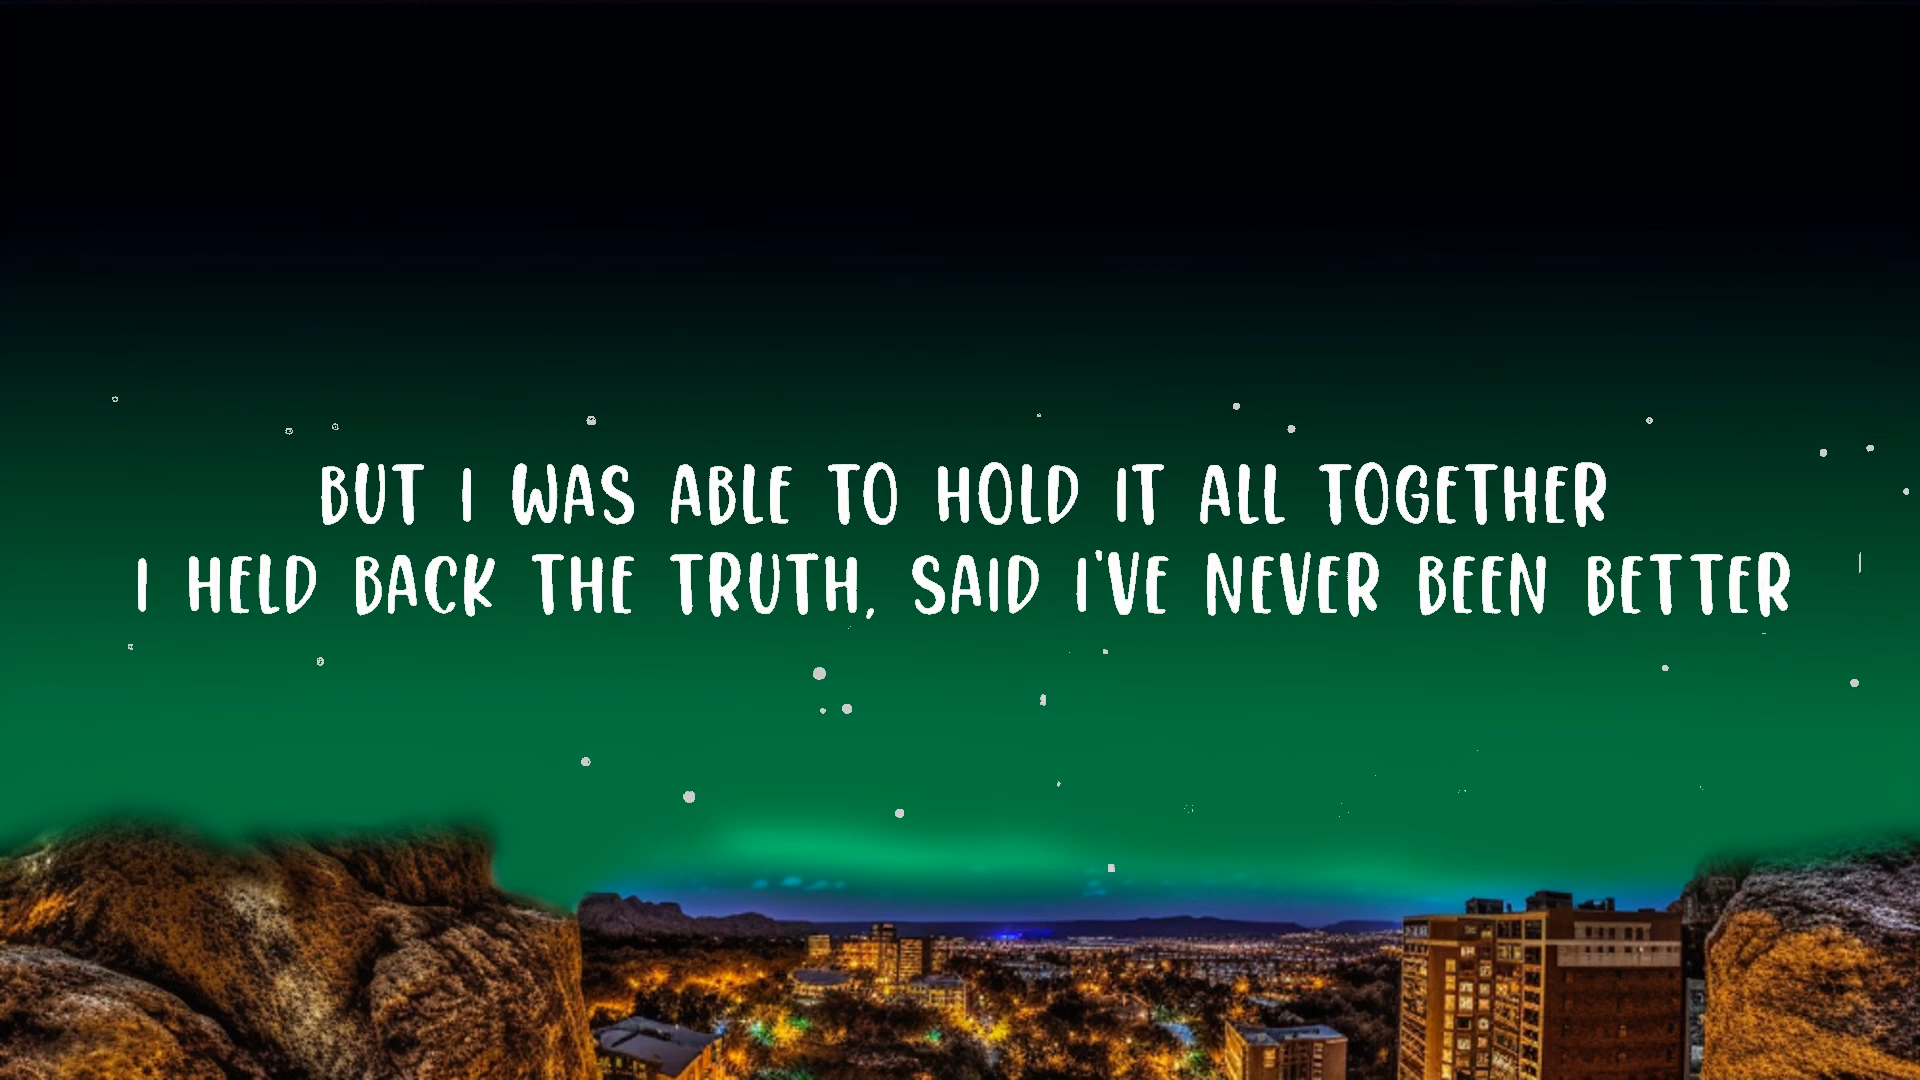 BUT I WAS ABLE TO HOLD IT ALL TOGETHER
I HELD BACK THE TRUTH, SAID I'VE NEVER BEEN BETTER